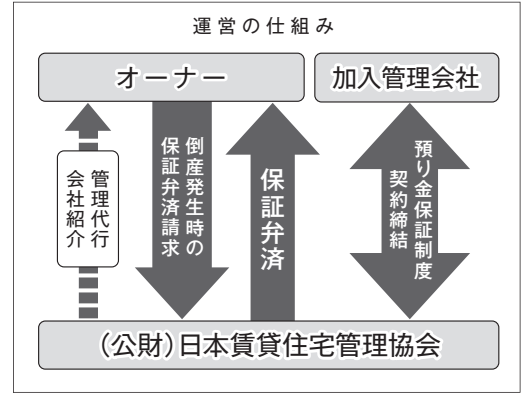 運営の仕組み
オーナー
加入管理会社
管理代行
会社紹介
倒産発生時の
保証弁済請求
保証弁済
預り金保証制度
契約締結
(公財)日本賃貸住宅管理協会